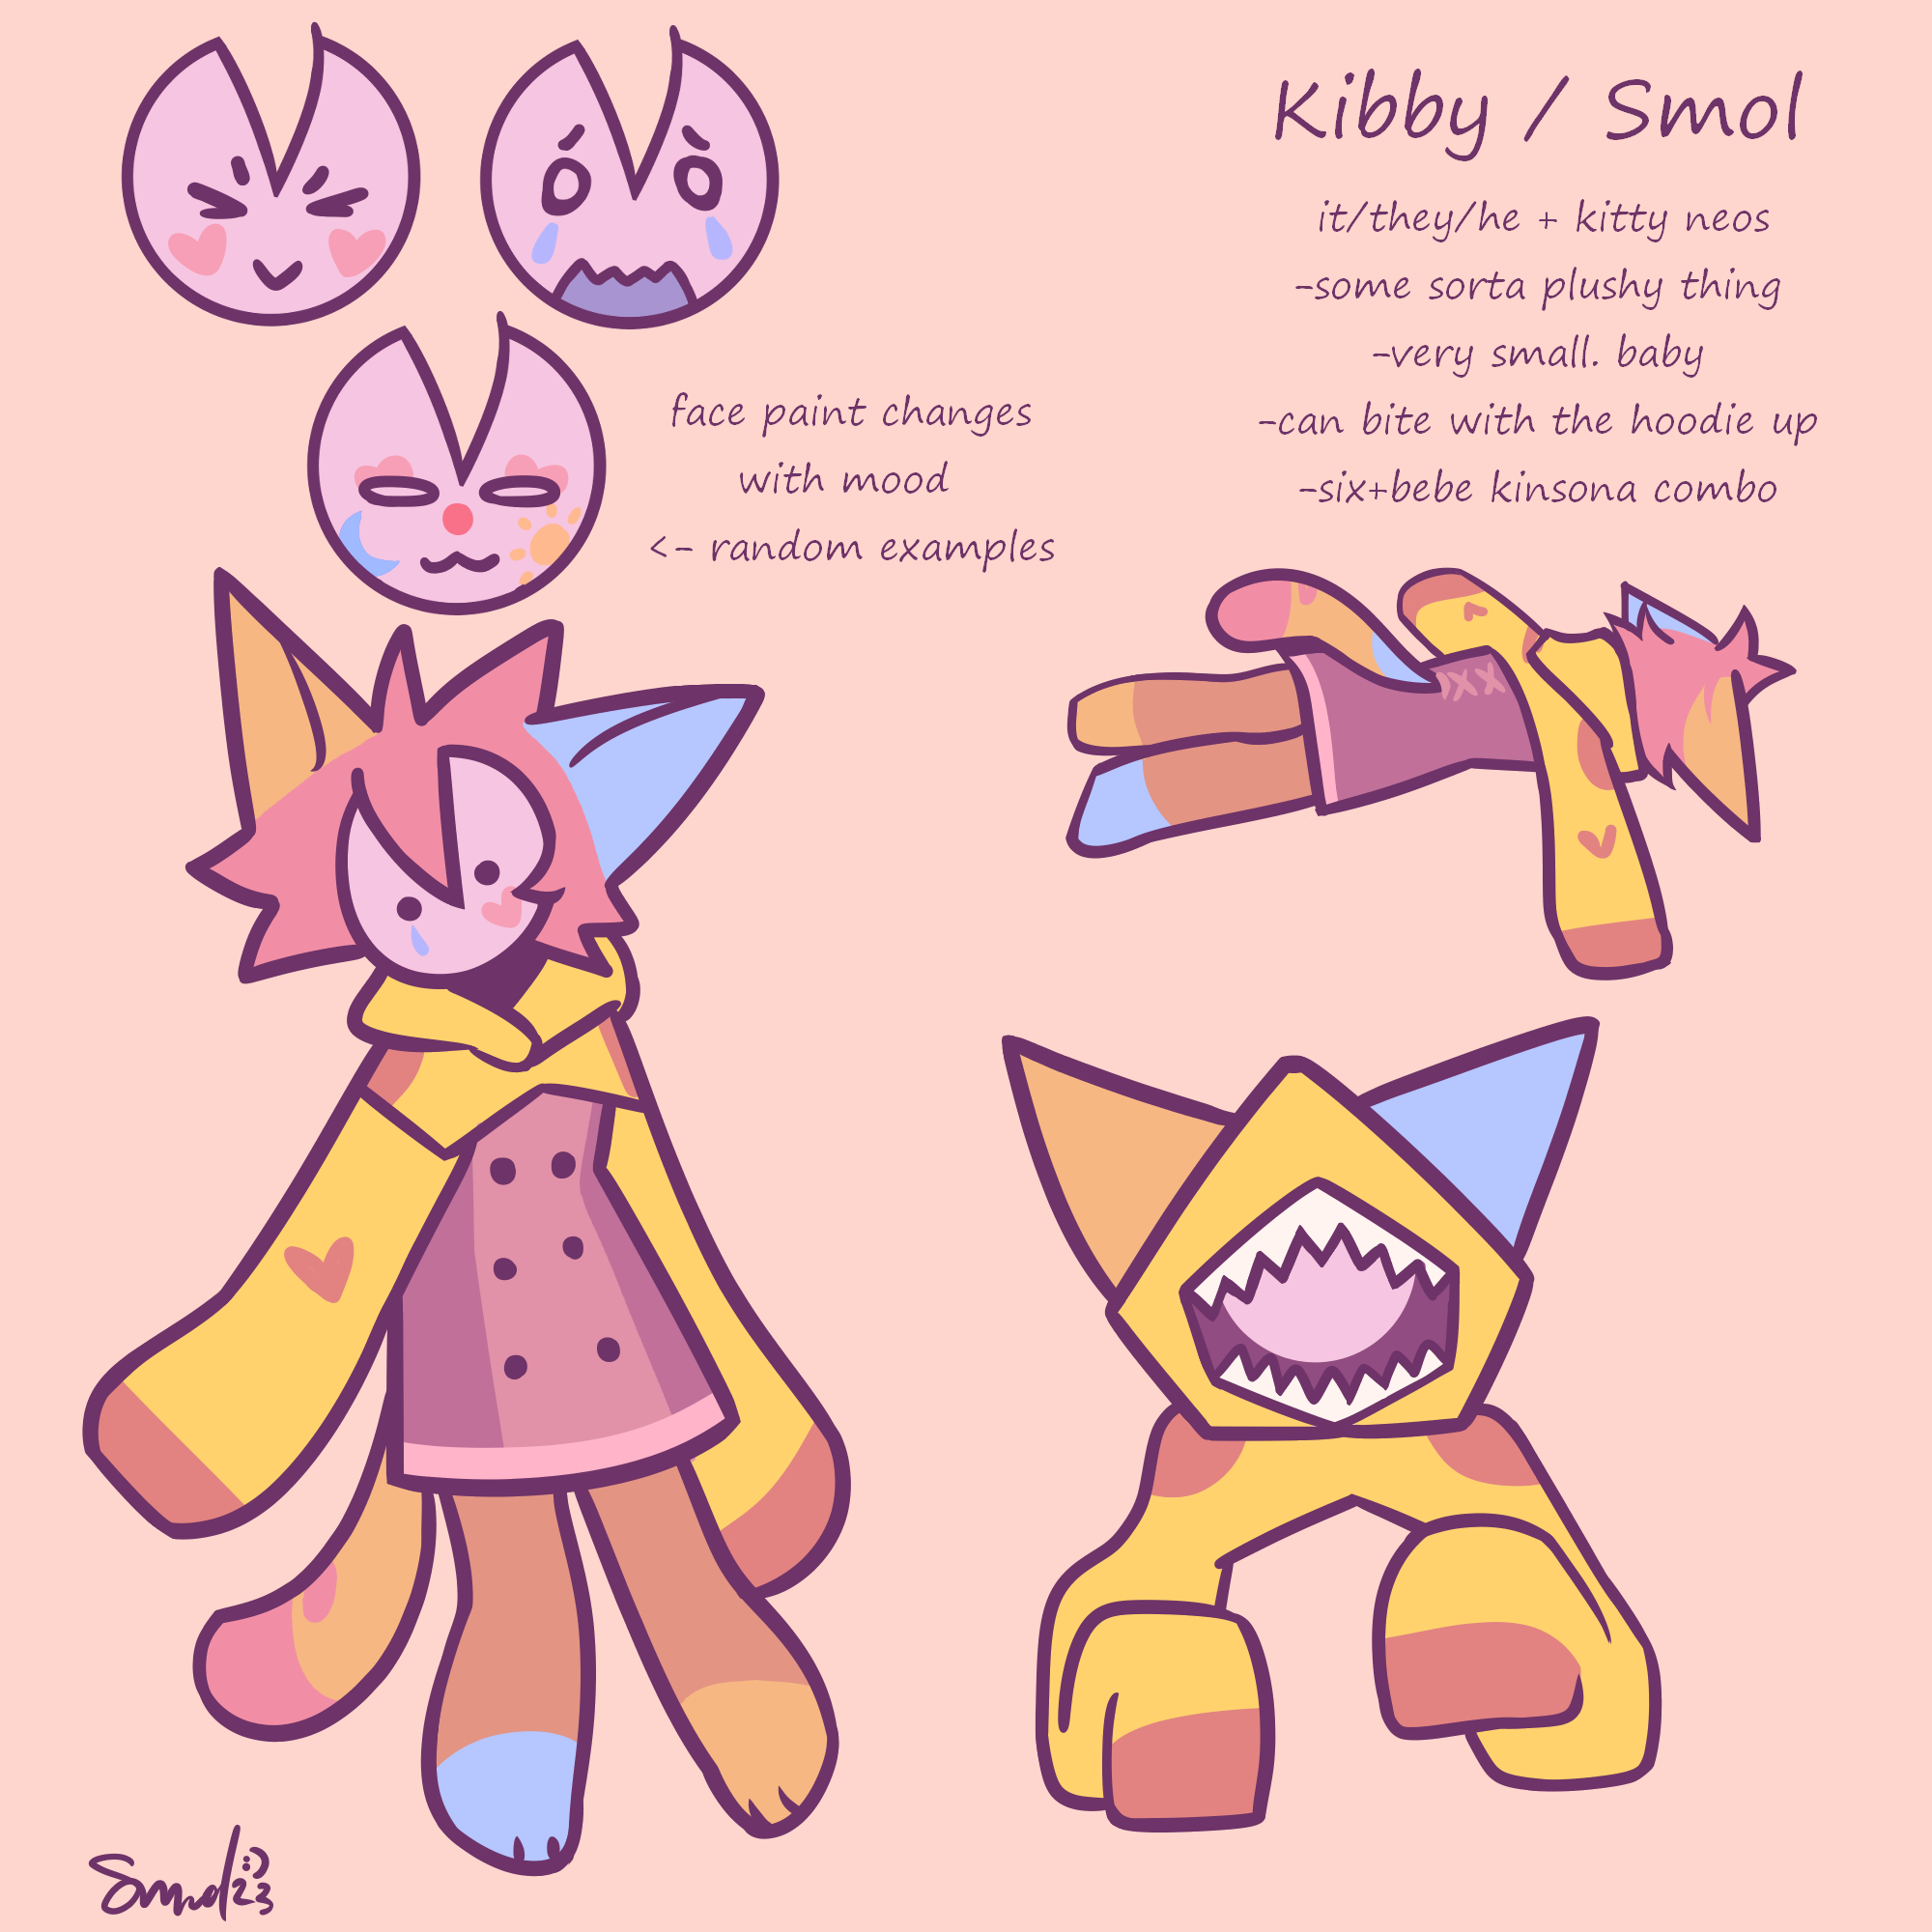 Kibby / Smol
it/they/he + kitty neos
-some sorta plushy thing
-very small. baby
-can bite with the hoodie up
-six+bebe kinsona combo
face paint changes
with mood
<- random examples